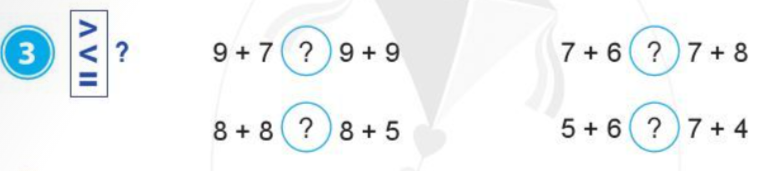 3 > < = ?
9 + 7 ? 9 + 9
7 + 6 ? 7 + 8
8 + 8 ? 8 + 5
5 + 6 ? 7 + 4